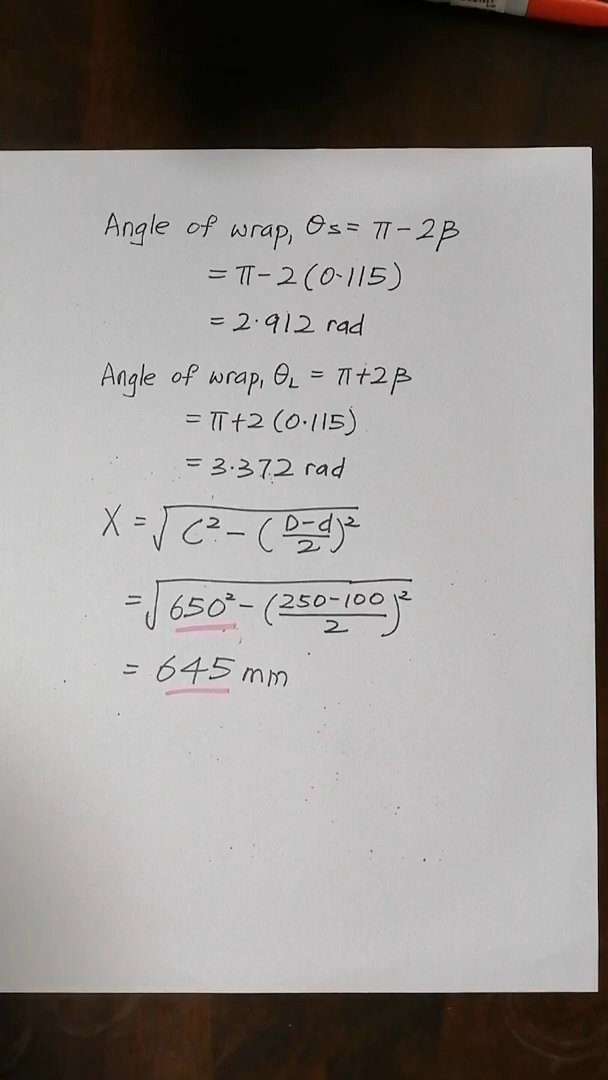 Angle of wrap, θs = π - 2β
= π - 2 (0.115)
= 2.912 rad
Angle of wrap, θL = π + 2β
= π + 2 (0.115)
= 3.372 rad
X = √ C² - (D-d/2)²
= √ 650² - (250-100/2)²
= 645 mm